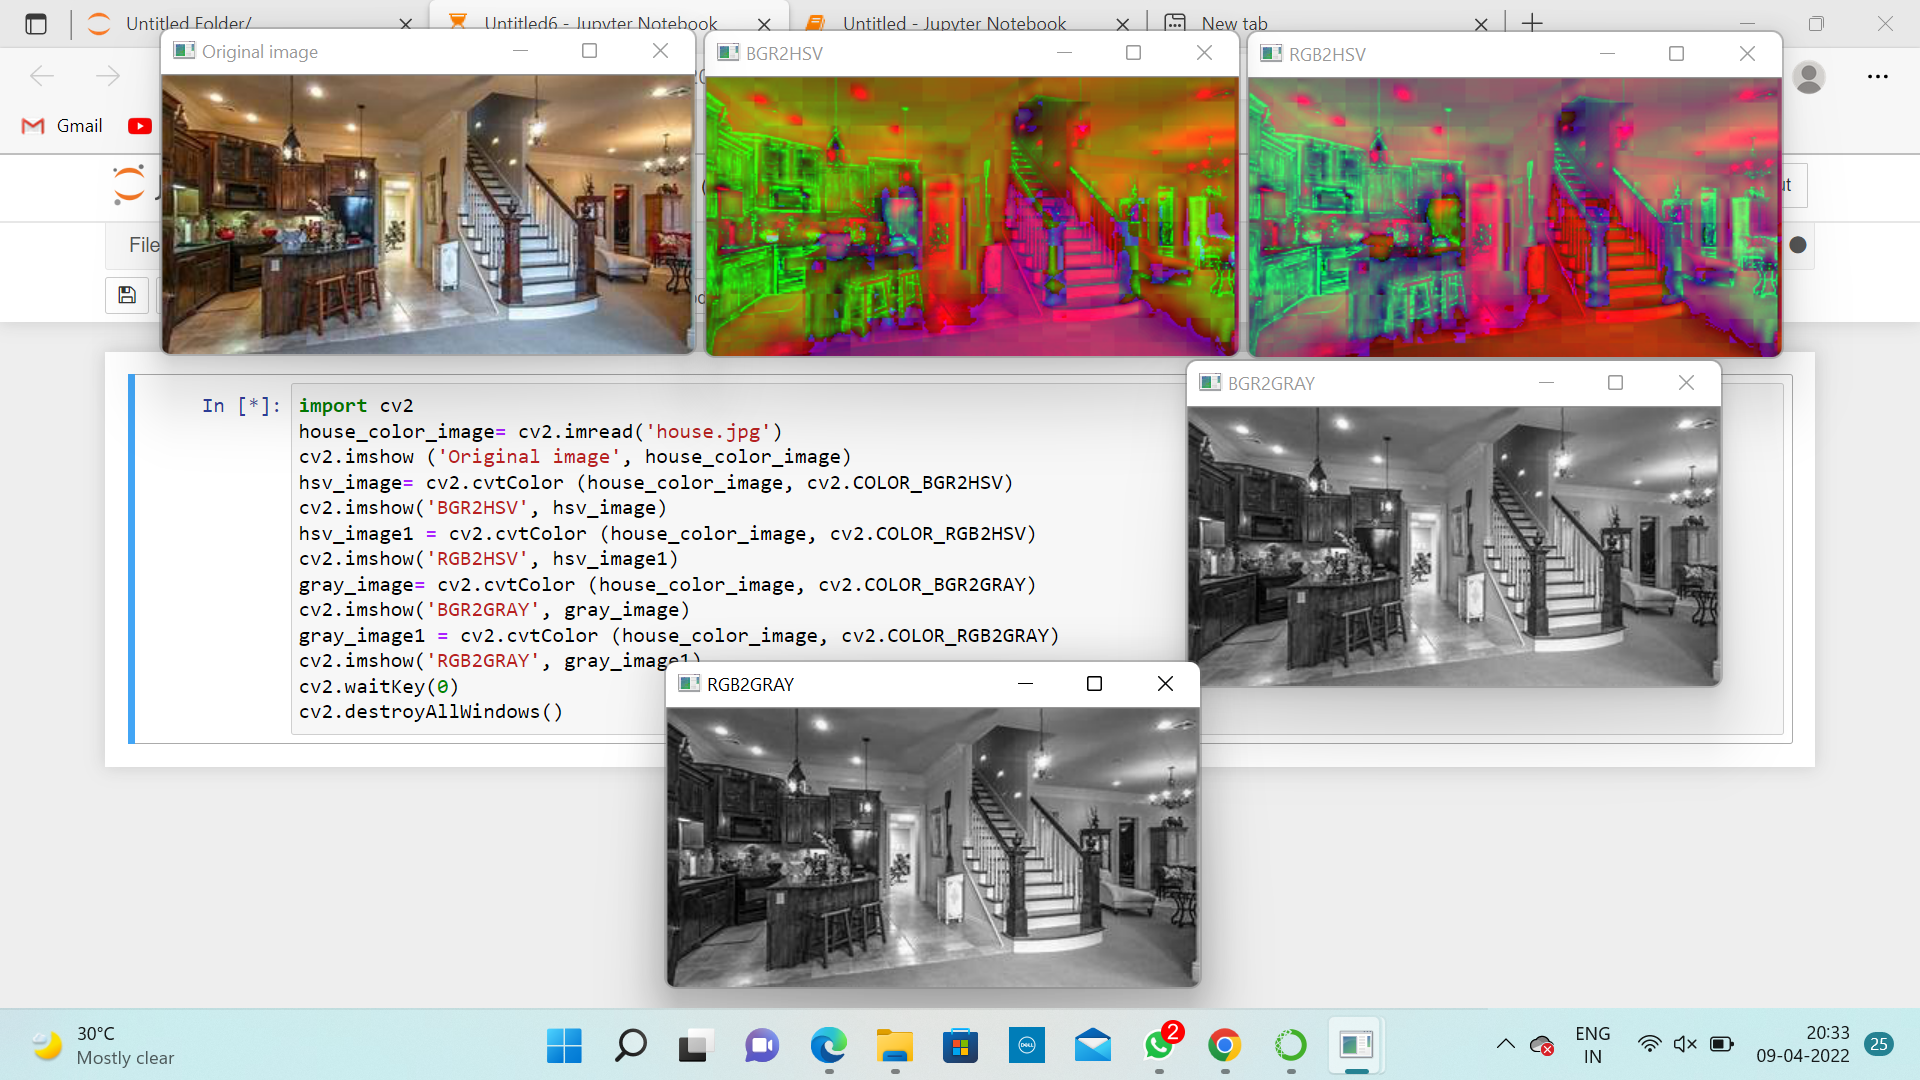 Untitled Folder/
Untitled6 - Jupyter Notebook
Untitled - Jupyter Notebook
New tab
Original image
BGR2HSV
RGB2HSV
Gmail
File
In [*]:
import cv2
house_color_image= cv2.imread('house.jpg')
cv2.imshow ('Original image', house_color_image)
hsv_image= cv2.cvtColor (house_color_image, cv2.COLOR_BGR2HSV)
cv2.imshow('BGR2HSV', hsv_image)
hsv_image1 = cv2.cvtColor (house_color_image, cv2.COLOR_RGB2HSV)
cv2.imshow('RGB2HSV', hsv_image1)
gray_image= cv2.cvtColor (house_color_image, cv2.COLOR_BGR2GRAY)
cv2.imshow('BGR2GRAY', gray_image)
gray_image1 = cv2.cvtColor (house_color_image, cv2.COLOR_RGB2GRAY)
cv2.imshow('RGB2GRAY', gray_image1)
cv2.waitKey(0)
cv2.destroyAllWindows()
BGR2GRAY
RGB2GRAY
30°C
Mostly clear
DELL
2
ENG
IN
20:33
09-04-2022
25